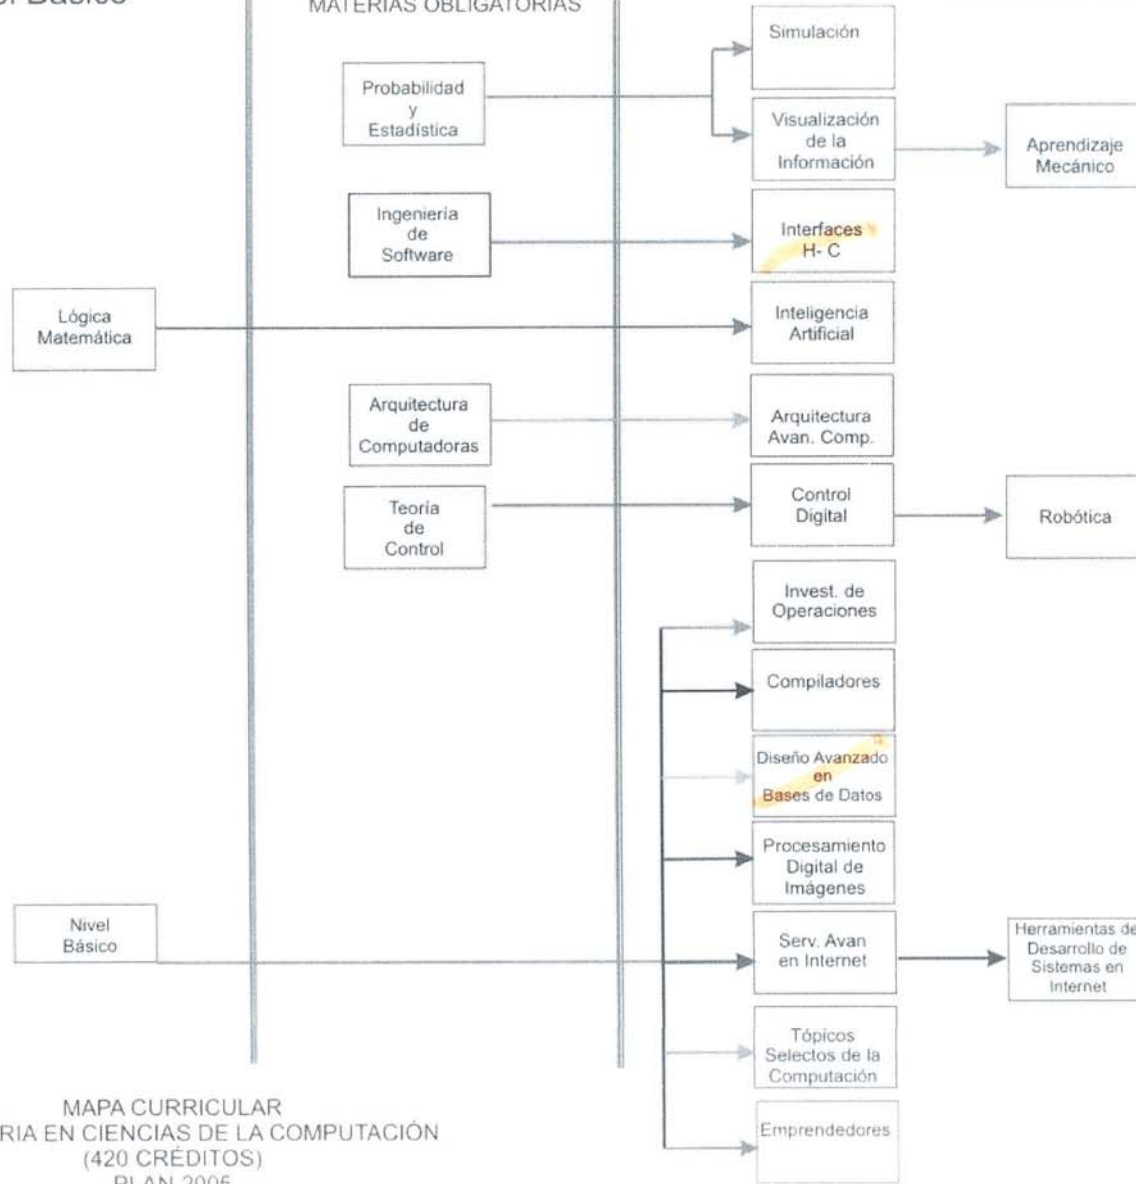 MATERIAS OBLIGATORIAS
Básico
Simulación
Probabilidad
y
Estadística
Visualización
de la
Información
Aprendizaje
Mecánico
Ingeniería
de
Software
Interfaces
H- C
Lógica
Matemática
Inteligencia
Artificial
Arquitectura
de
Computadoras
Arquitectura
Avan. Comp.
Teoría
de
Control
Control
Digital
Robótica
Invest. de
Operaciones
Compiladores
Diseño Avanzado
en
Bases de Datos
Procesamiento
Digital de
Imágenes
Nivel
Básico
Serv. Avan
en Internet
Herramientas de
Desarrollo de
Sistemas en
Internet
Tópicos
Selectos de la
Computación
Emprendedores
MAPA CURRICULAR
RIA EN CIENCIAS DE LA COMPUTACIÓN
(420 CRÉDITOS)
PLAN 2005